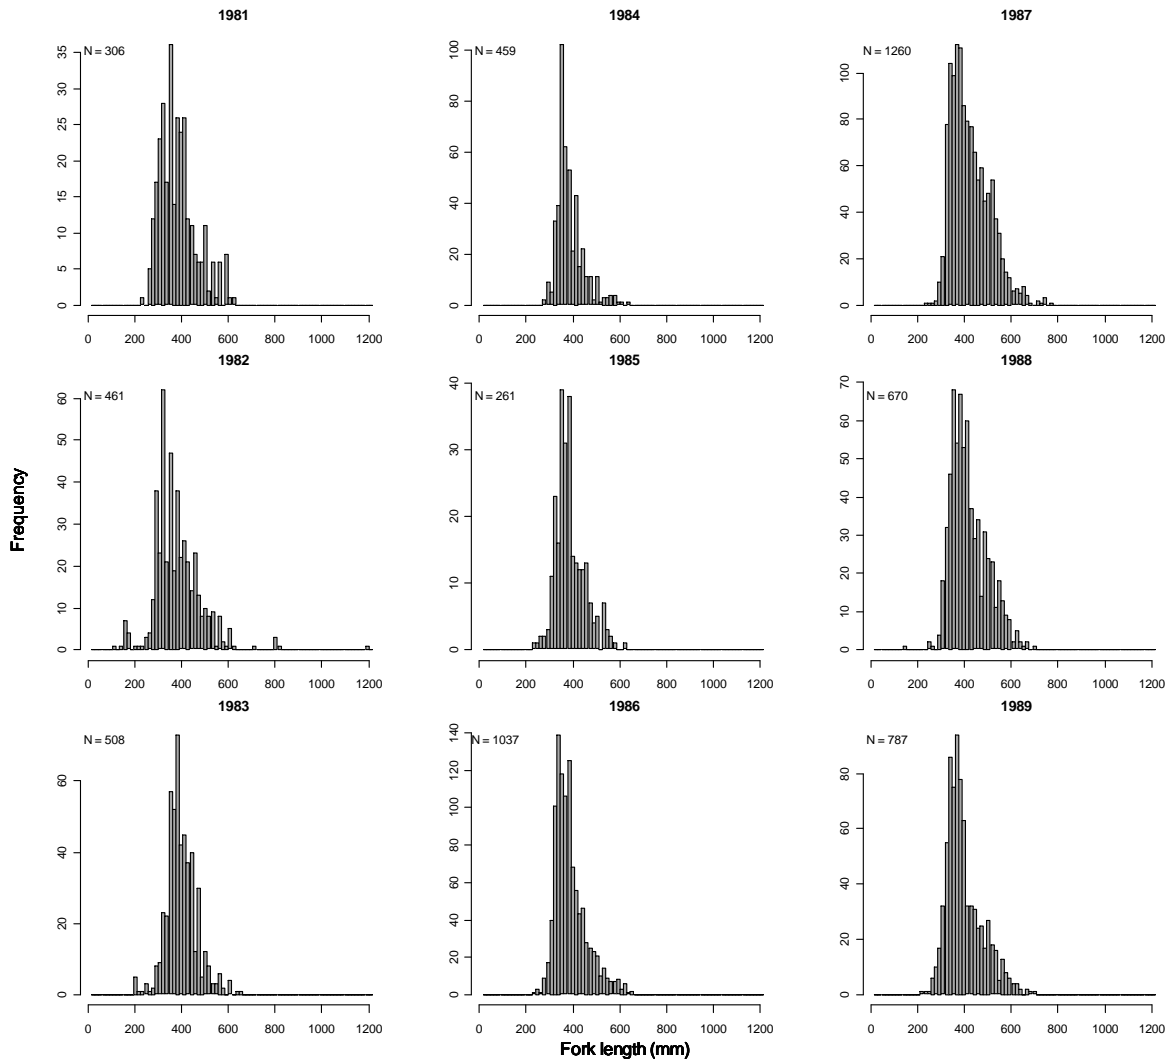 1981
1984
1987
N = 306
N = 459
N = 1260
0 5 10 15 20 25 30 35
0 20 40 60 80 100
0 20 40 60 80 100
0 200 400 600 800 1000 1200
0 200 400 600 800 1000 1200
0 200 400 600 800 1000 1200
1982
1985
1988
N = 461
N = 261
N = 670
0 10 20 30 40 50 60
0 10 20 30 40
0 10 20 30 40 50 60 70
0 200 400 600 800 1000 1200
0 200 400 600 800 1000 1200
0 200 400 600 800 1000 1200
Frequency
1983
1986
1989
N = 508
N = 1037
N = 787
0 20 40 60
0 20 40 60 80 100 120 140
0 20 40 60 80
0 200 400 600 800 1000 1200
0 200 400 600 800 1000 1200
0 200 400 600 800 1000 1200
Fork length (mm)